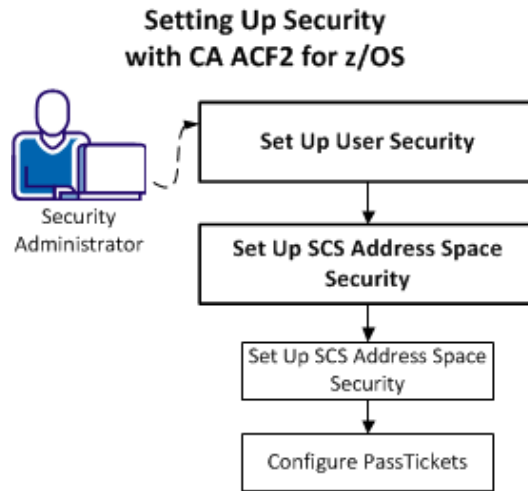 Setting Up Security
with CA ACF2 for z/OS
Set Up User Security
Security
Administrator
Set Up SCS Address Space
Security
Set Up SCS Address Space
Security
Configure PassTickets